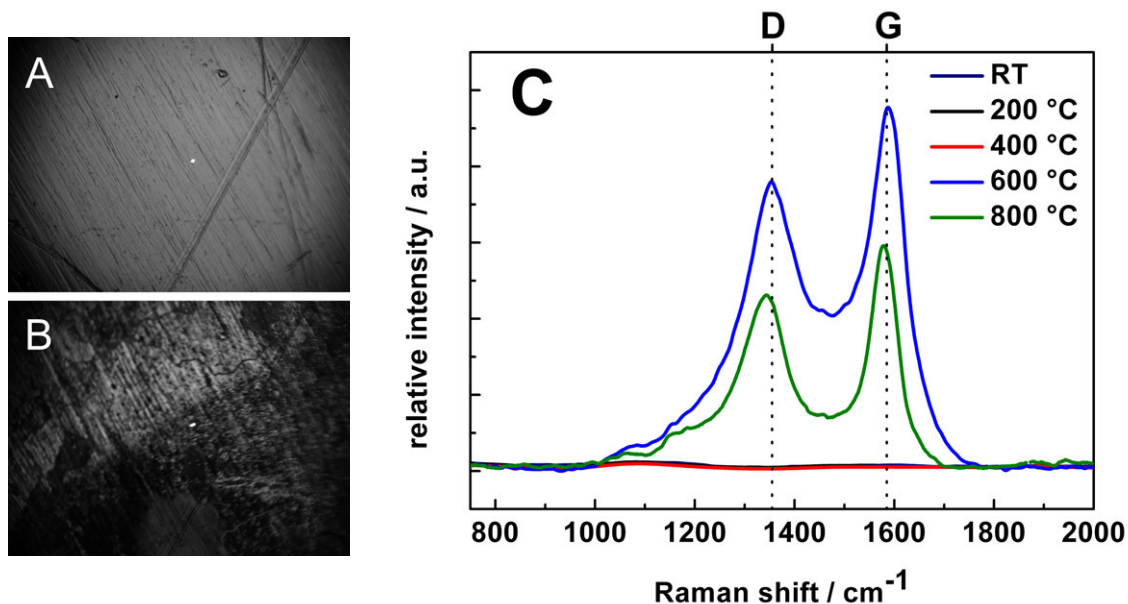 A
B
D G
C
RT
200 °C
400 °C
600 °C
800 °C
relative intensity / a.u.
800 1000 1200 1400 1600 1800 2000
Raman shift / cm⁻¹